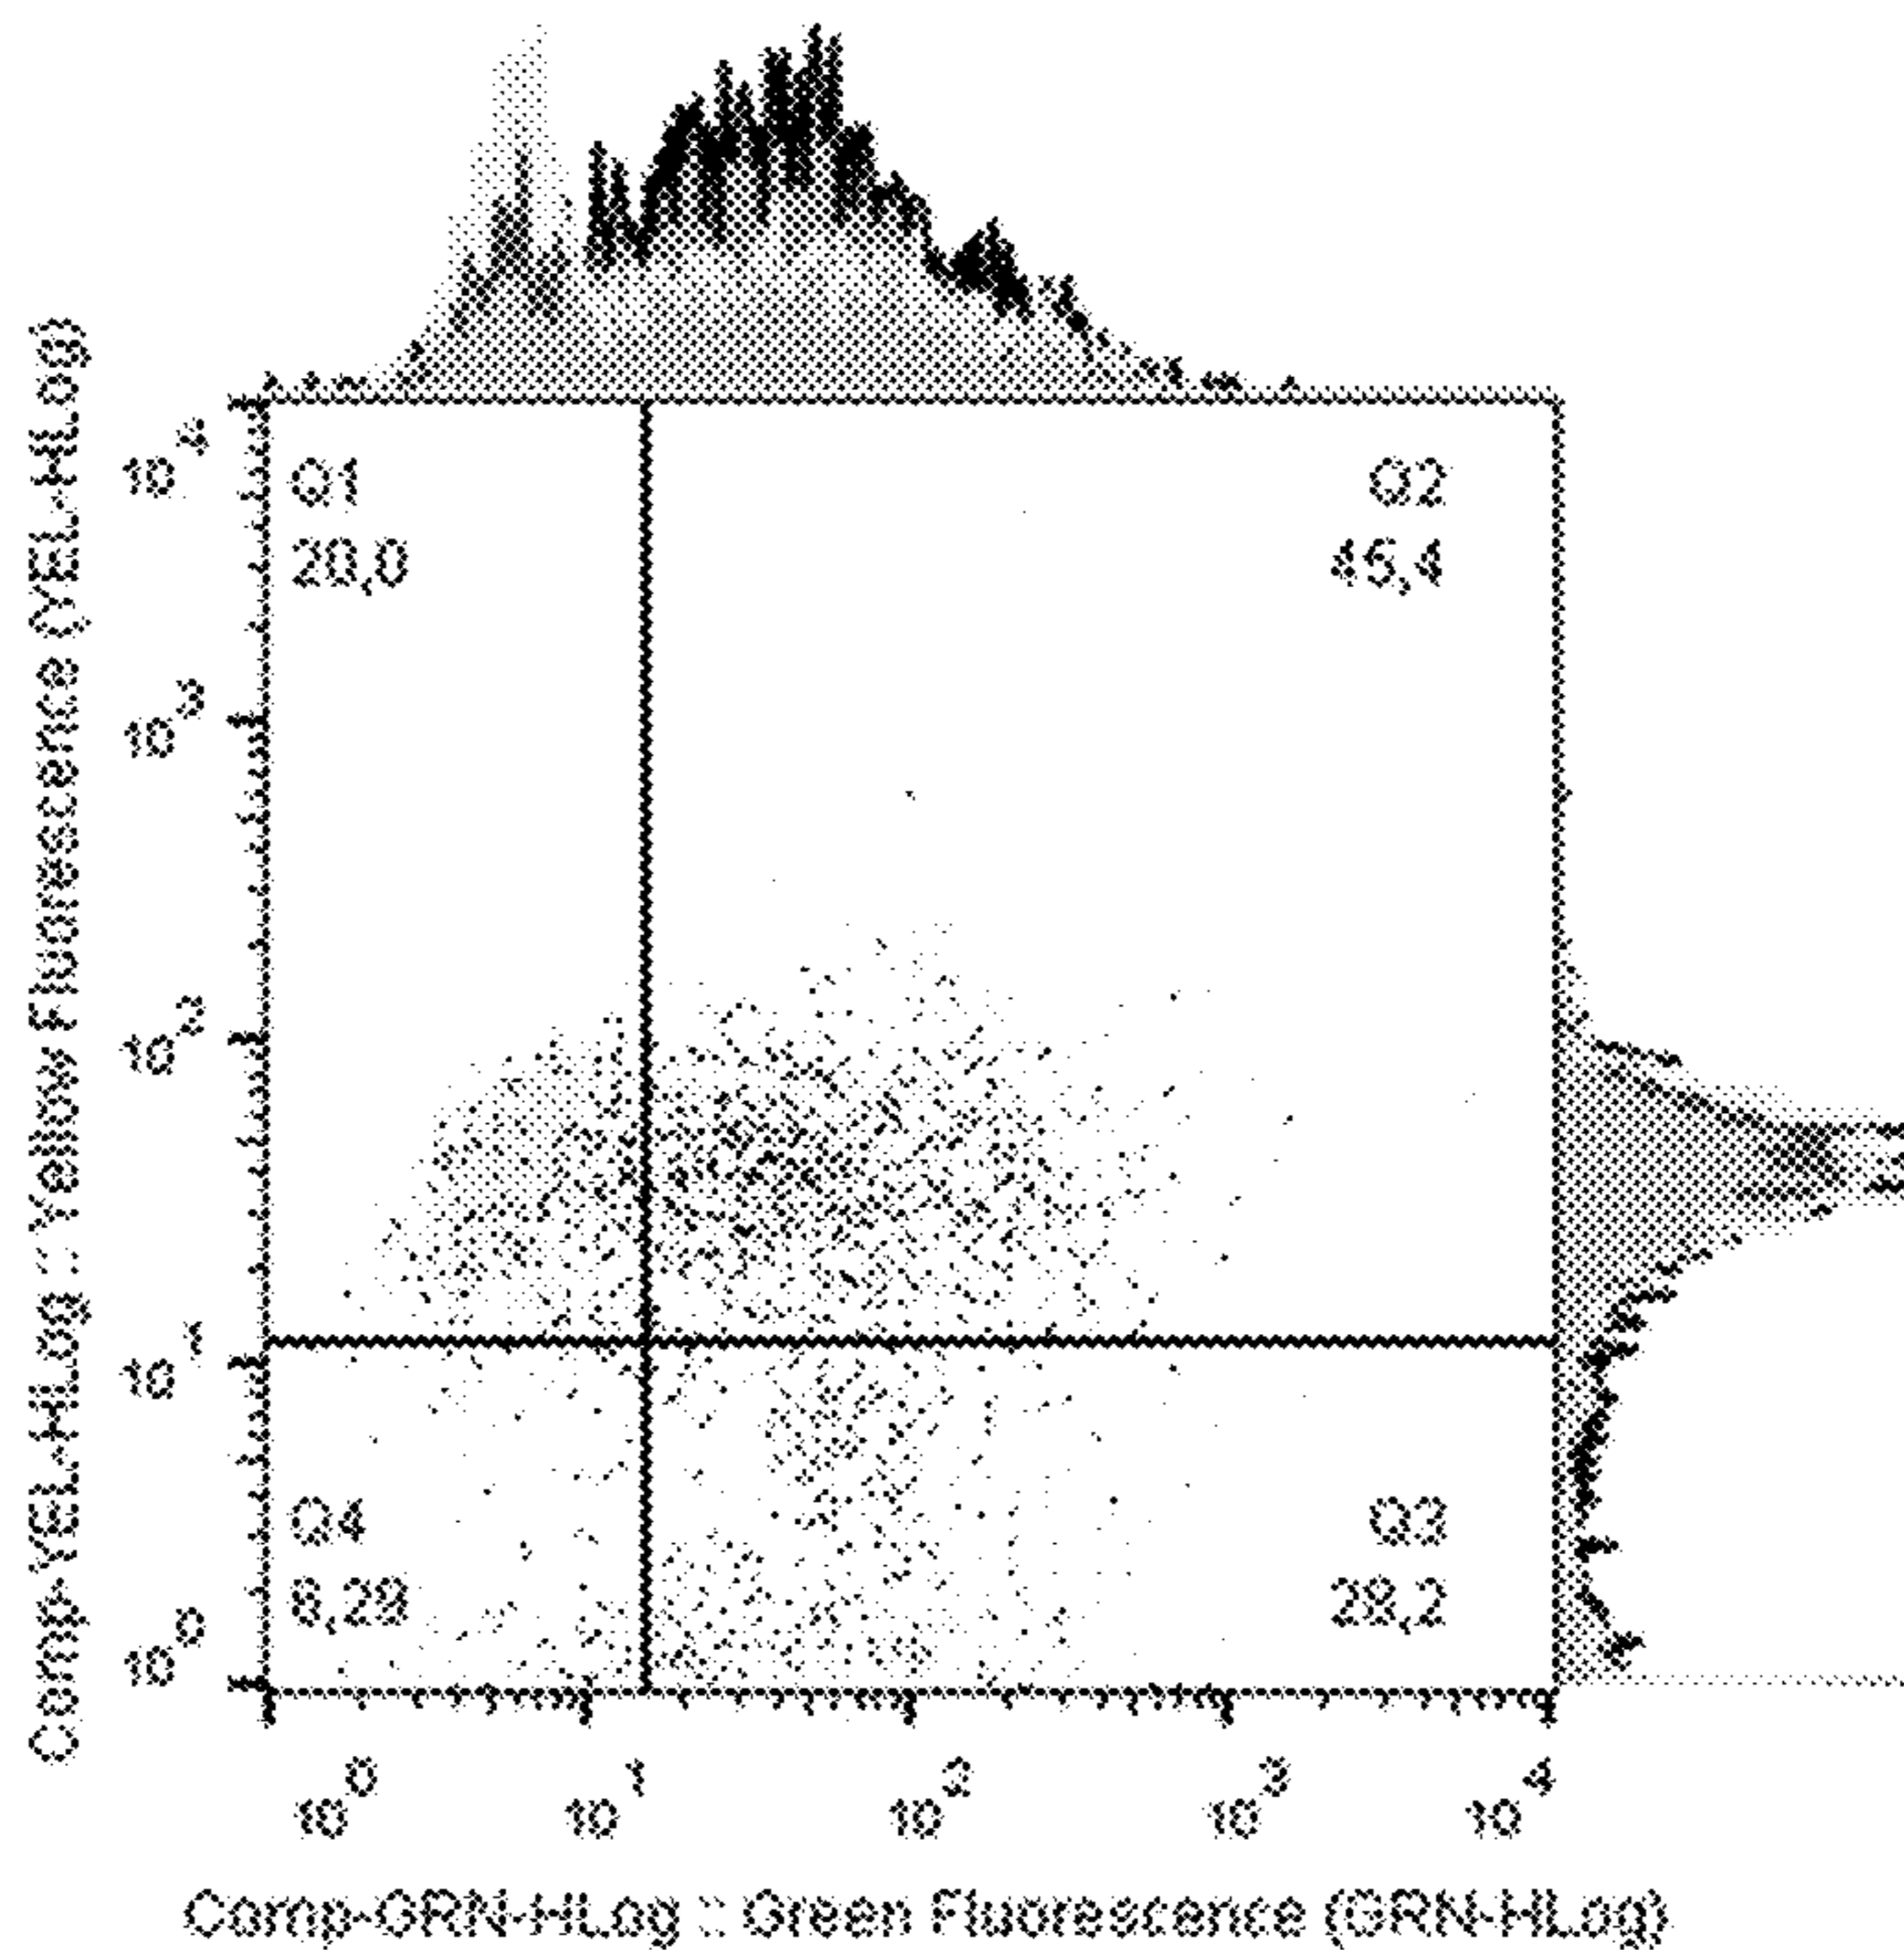 Comp-YEL-HLog :: Yellow Fluorescence (YEL-HLog)
10 4
10 3
10 2
10 1
10 0
Q1
20,0
Q2
45,4
Q4
6,29
Q3
28,2
10 0
10 1
10 2
10 3
10 4
Comp-GRN-HLog :: Green Fluorescence (GRN-HLog)